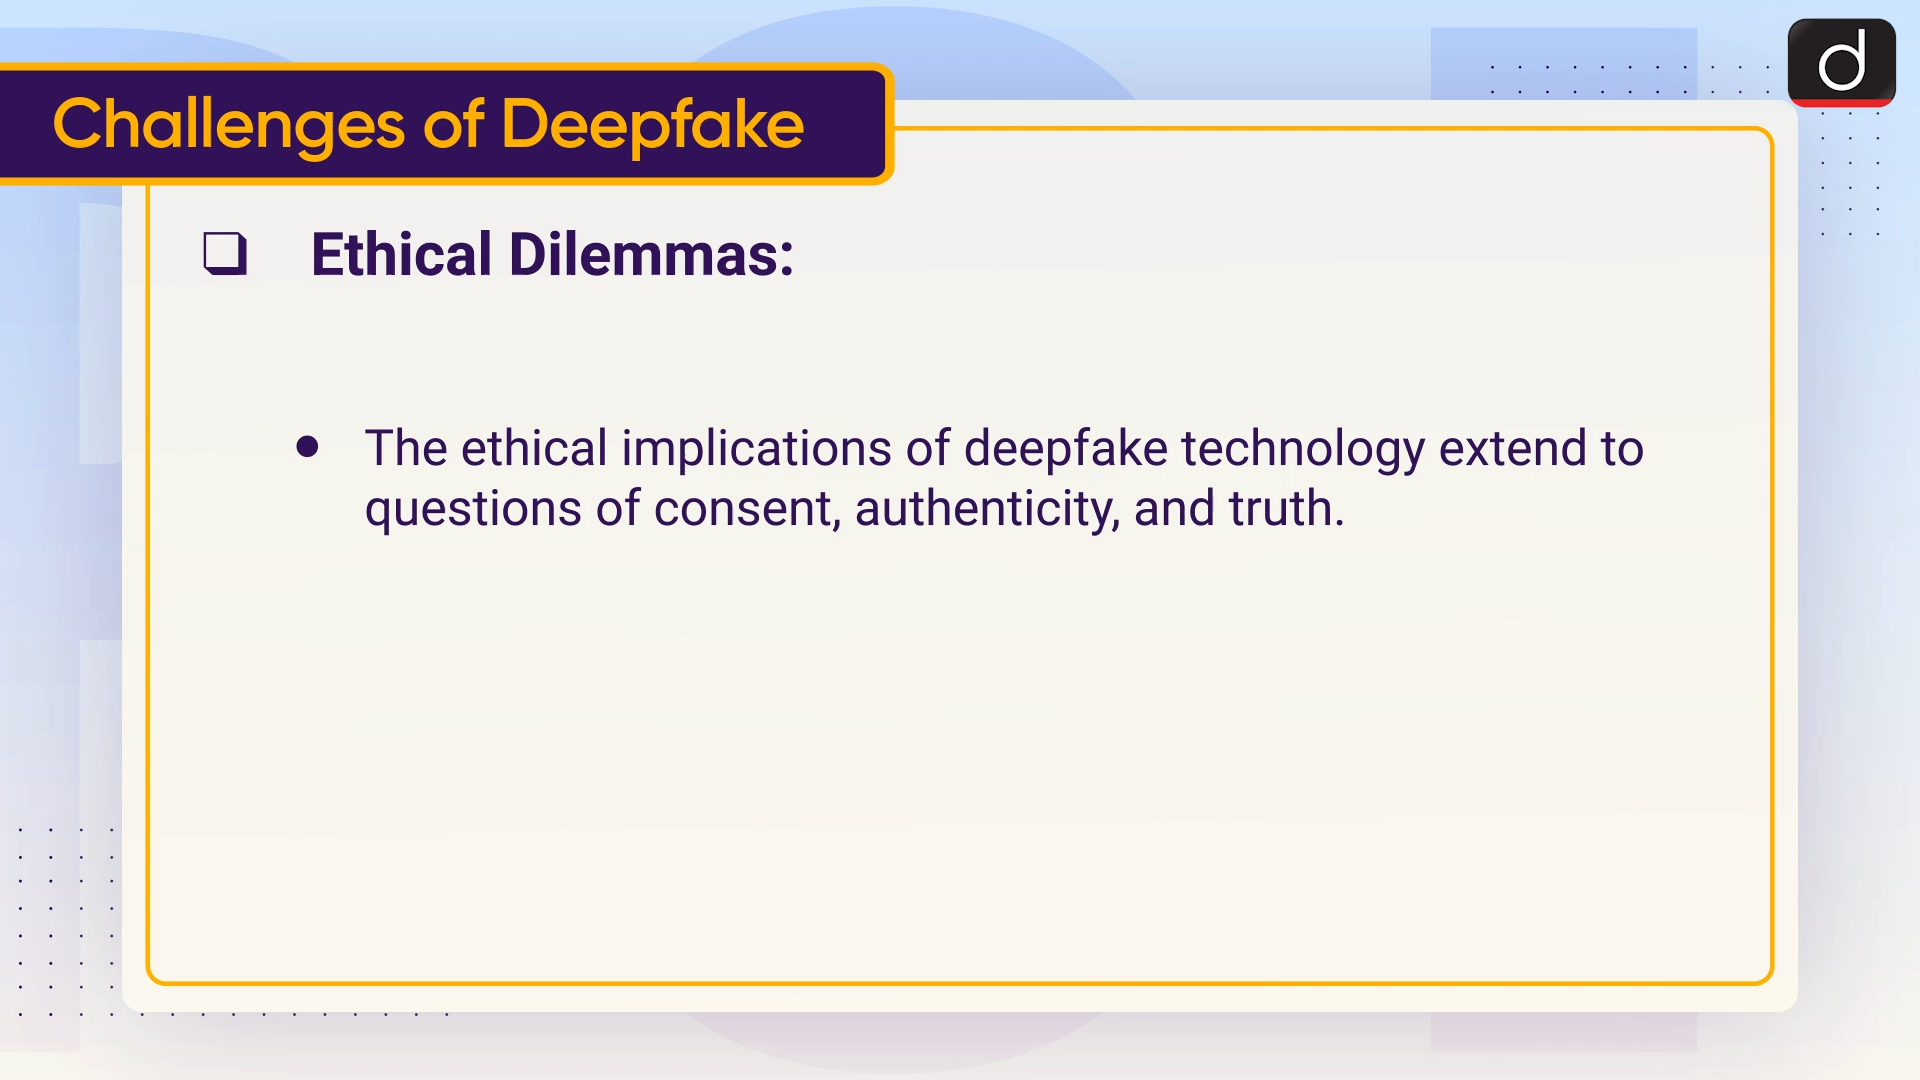 Challenges of Deepfake
d
❑ Ethical Dilemmas:
● The ethical implications of deepfake technology extend to
questions of consent, authenticity, and truth.